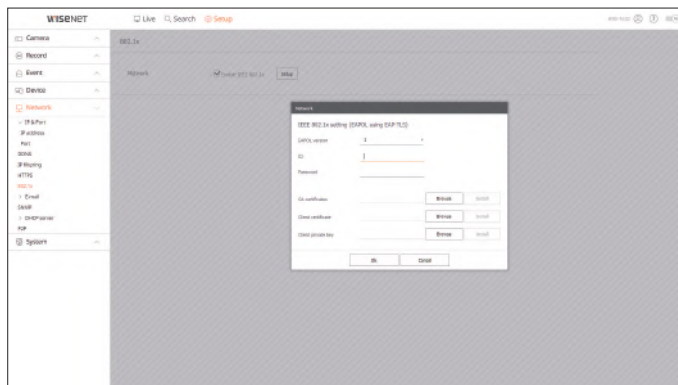 WISENET
Live Search Setup
Camera
802.1x
Record
Event
Network
Enable IEEE 802.1x
Setup
Device
Network
Network
IEEE 802.1x setting (EAPOL using EAP-TLS)
IP & Port
EAPOL version
IP address
Port
ID
DDNS
IP filtering
Password
HTTPS
802.1x
E-mail
CA certificates
Browse
Install
SNMP
DHCP server
Client certificate
Browse
Install
P2P
Client private key
Browse
Install
System
Ok
Cancel